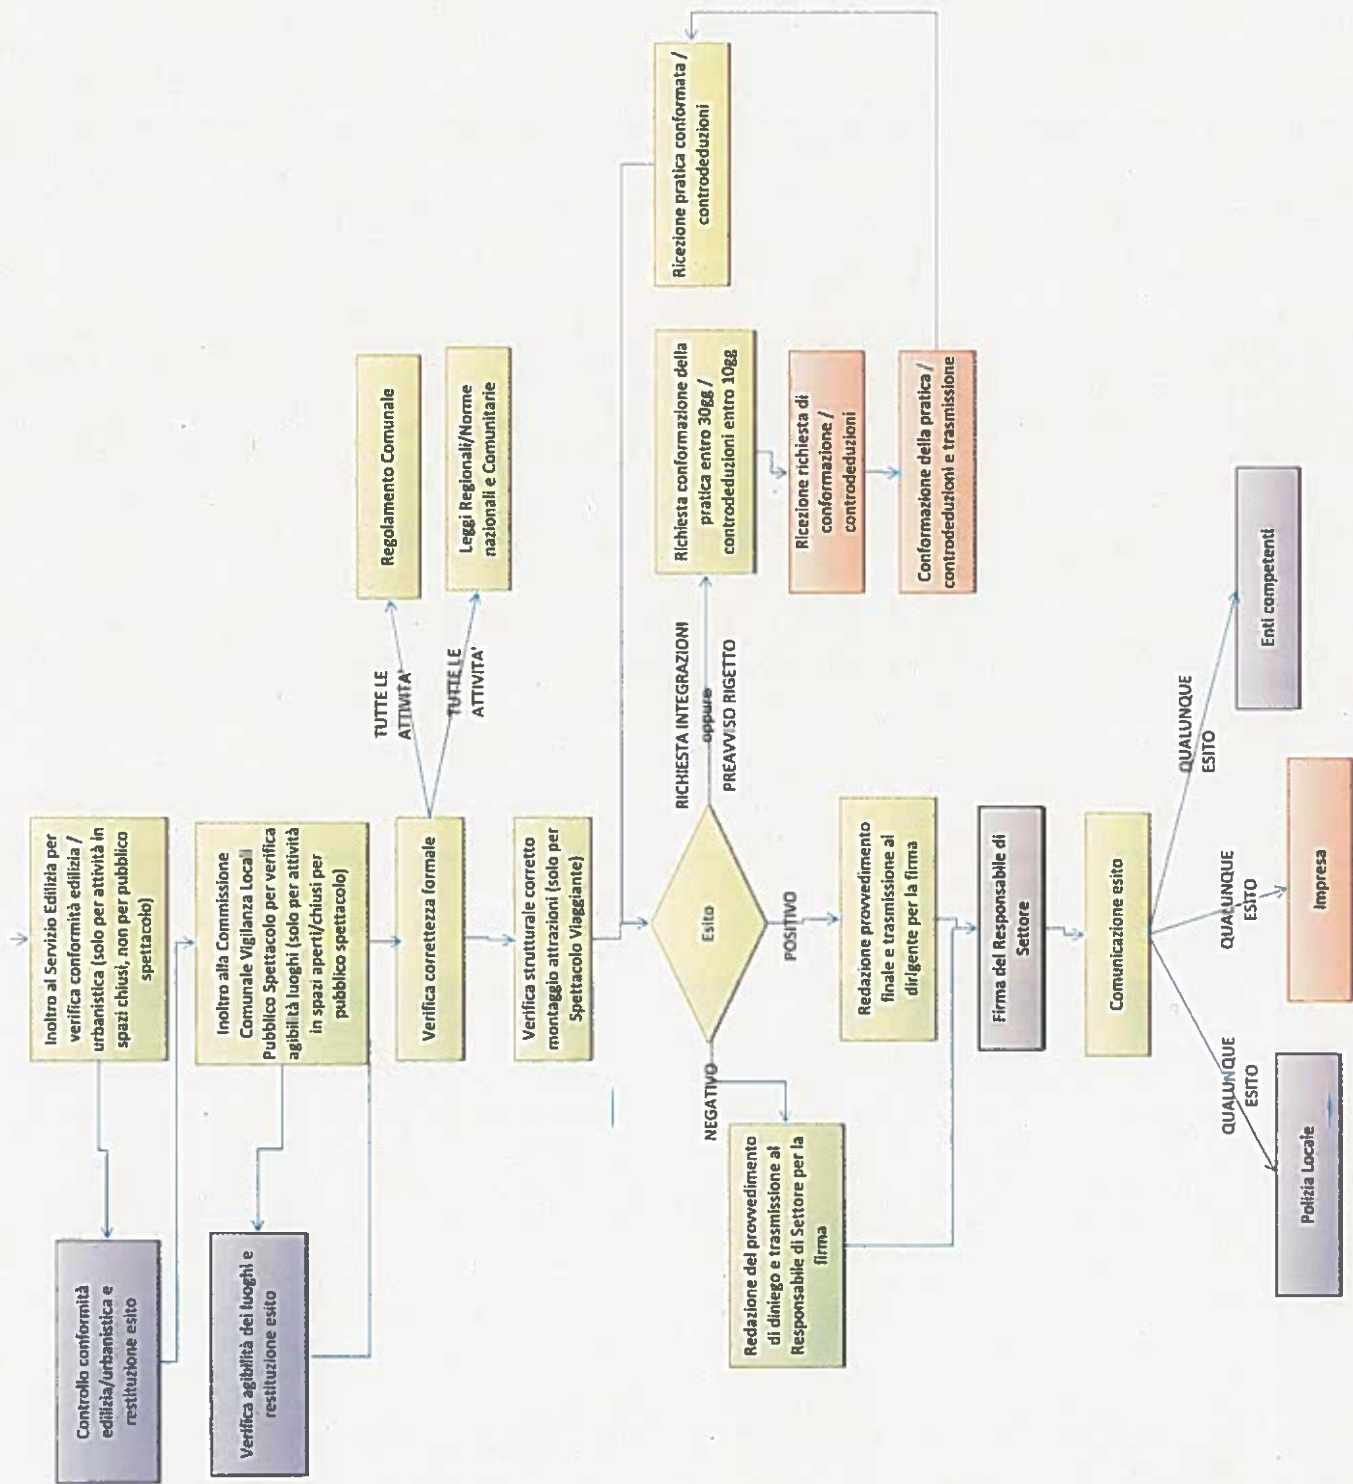 Inoltro al Servizio Edilizia per
verifica conformità edilizia /
urbanistica (solo per attività in
spazi chiusi, non per pubblico
spettacolo)
Controllo conformità
edilizia/urbanistica e
restituzione esito
Inoltro alla Commissione
Comunale Vigilanza Locali
Pubblico Spettacolo per verifica
agibilità luoghi (solo per attività
in spazi aperti/chiusi per
pubblico spettacolo)
Verifica agibilità dei luoghi e
restituzione esito
Verifica correttezza formale
TUTTE LE
ATTIVITA'
Regolamento Comunale
TUTTE LE
ATTIVITA'
Leggi Regionali/Norme
nazionali e Comunitarie
Verifica strutturale corretto
montaggio attrazioni (solo per
Spettacolo Viaggiante)
Esito
RICHIESTA INTEGRAZIONI
oppure
PREAVVISO RIGETTO
Richiesta conformazione della
pratica entro 30gg /
controdeduzioni entro 10gg
Ricezione richiesta di
conformazione /
controdeduzioni
Conformazione della pratica /
controdeduzioni e trasmissione
Ricezione pratica conformata /
controdeduzioni
NEGATIVO
Redazione del provvedimento
di diniego e trasmissione al
Responsabile di Settore per la
firma
POSITIVO
Redazione provvedimento
finale e trasmissione al
dirigente per la firma
Firma del Responsabile di
Settore
Comunicazione esito
QUALUNQUE
ESITO
Polizia Locale
QUALUNQUE
ESITO
Impresa
QUALUNQUE
ESITO
Enti competenti